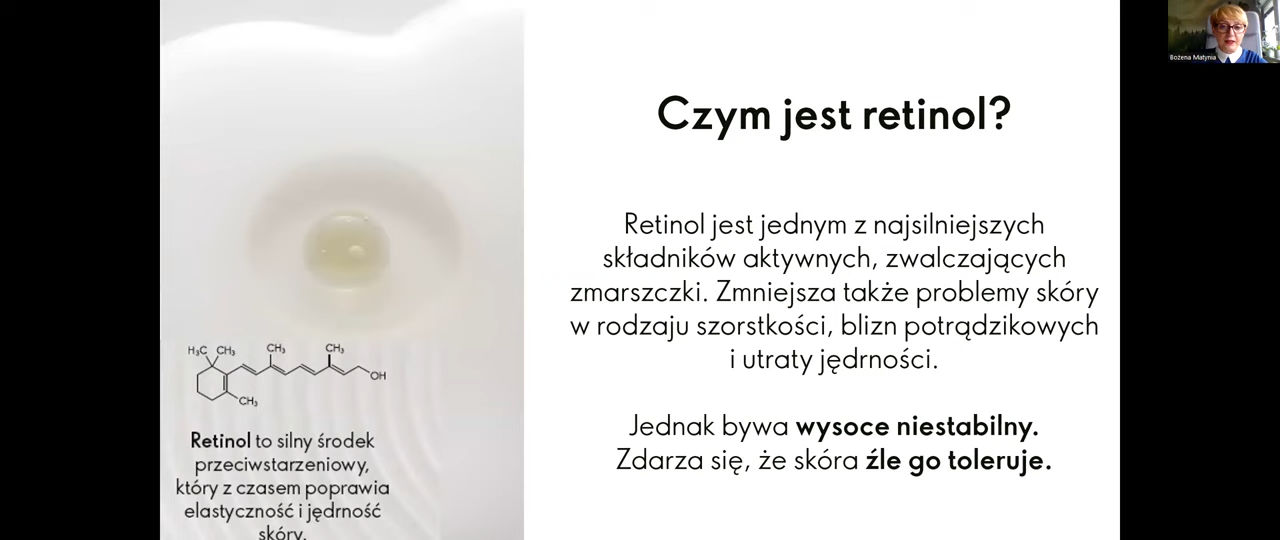 Czym jest retinol?
Retinol jest jednym z najsilniejszych
składników aktywnych, zwalczających
zmarszczki. Zmniejsza także problemy skóry
w rodzaju szorstkości, blizn potrądzikowych
i utraty jędrności.
Jednak bywa wysoce niestabilny.
Zdarza się, że skóra źle go toleruje.
H₃C CH₃ CH₃ CH₃
OH
CH₃
Retinol to silny środek
przeciwstarzeniowy,
który z czasem poprawia
elastyczność i jędrność
skóry.
Bożena Matynia